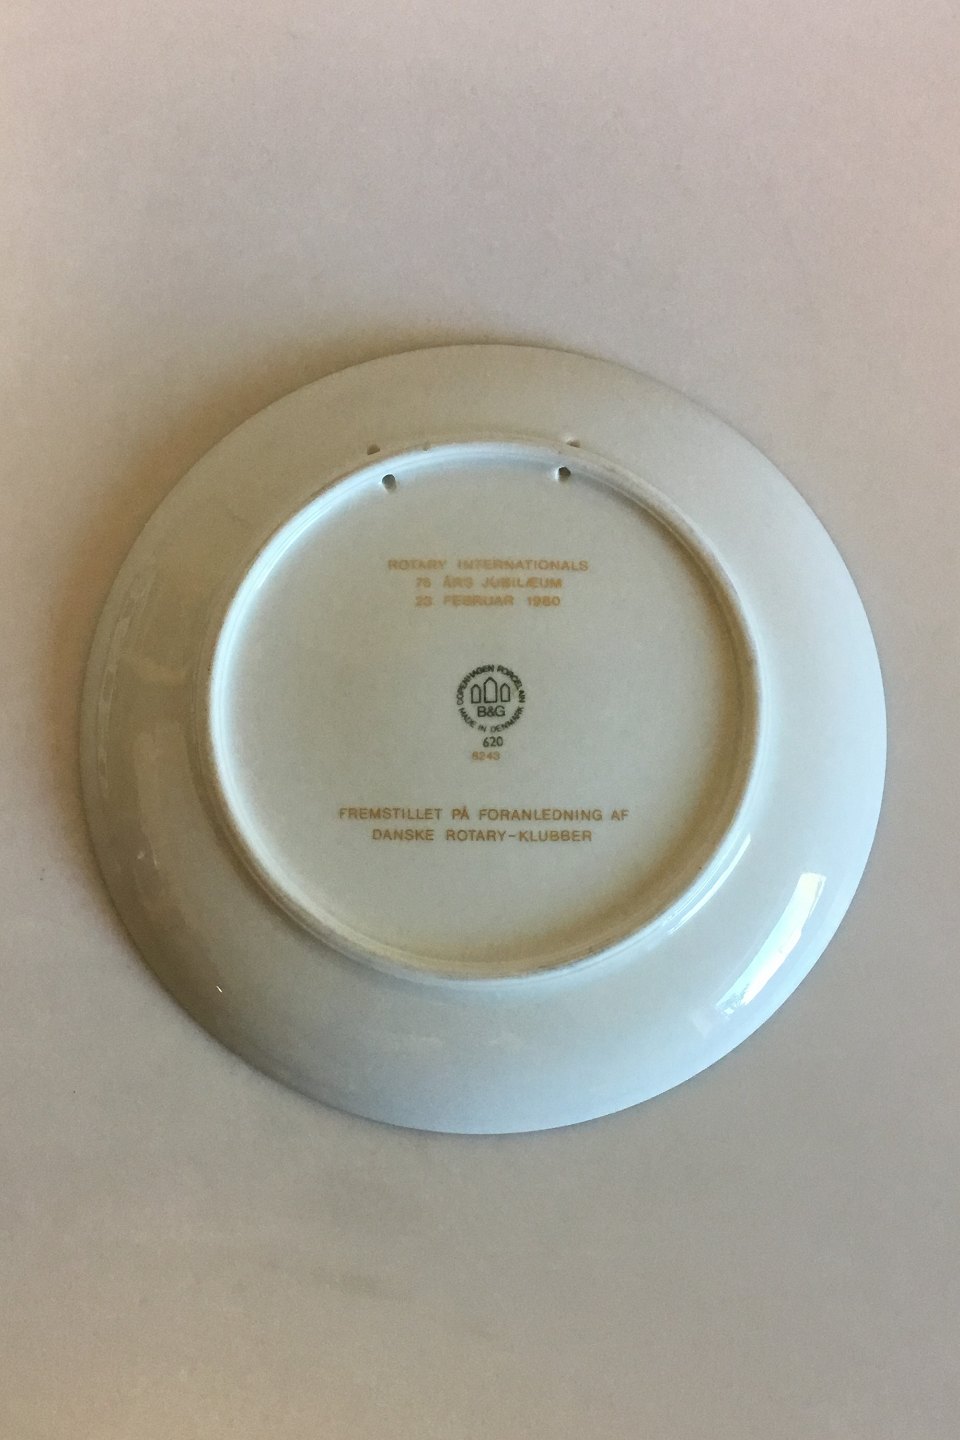 ROTARY INTERNATIONALS
75 ÅRS JUBILÆUM
23. FEBRUAR 1980
COPENHAGEN PORCELAIN
B&G
MADE IN DENMARK
620
8243
FREMSTILLET PÅ FORANLEDNING AF
DANSKE ROTARY-KLUBBER